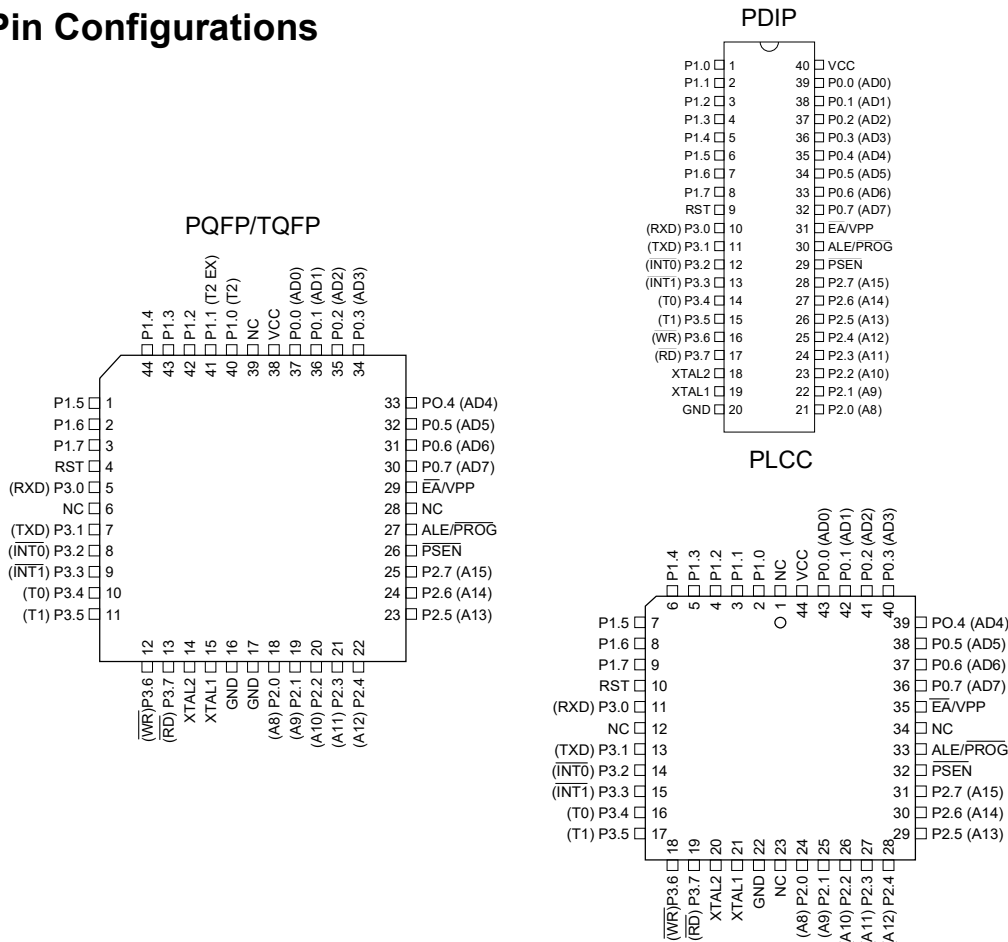 Pin Configurations
PDIP
P1.0 1
P1.1 2
P1.2 3
P1.3 4
P1.4 5
P1.5 6
P1.6 7
P1.7 8
RST 9
(RXD) P3.0 10
(TXD) P3.1 11
(INT0) P3.2 12
(INT1) P3.3 13
(T0) P3.4 14
(T1) P3.5 15
(WR) P3.6 16
(RD) P3.7 17
XTAL2 18
XTAL1 19
GND 20
40 VCC
39 P0.0 (AD0)
38 P0.1 (AD1)
37 P0.2 (AD2)
36 P0.3 (AD3)
35 P0.4 (AD4)
34 P0.5 (AD5)
33 P0.6 (AD6)
32 P0.7 (AD7)
31 EA/VPP
30 ALE/PROG
29 PSEN
28 P2.7 (A15)
27 P2.6 (A14)
26 P2.5 (A13)
25 P2.4 (A12)
24 P2.3 (A11)
23 P2.2 (A10)
22 P2.1 (A9)
21 P2.0 (A8)
PQFP/TQFP
44 P1.4
43 P1.3
42 P1.2
41 P1.1 (T2 EX)
40 P1.0 (T2)
39 NC
38 VCC
37 P0.0 (AD0)
36 P0.1 (AD1)
35 P0.2 (AD2)
34 P0.3 (AD3)
P1.5 1
P1.6 2
P1.7 3
RST 4
(RXD) P3.0 5
NC 6
(TXD) P3.1 7
(INT0) P3.2 8
(INT1) P3.3 9
(T0) P3.4 10
(T1) P3.5 11
33 PO.4 (AD4)
32 P0.5 (AD5)
31 P0.6 (AD6)
30 P0.7 (AD7)
29 EA/VPP
28 NC
27 ALE/PROG
26 PSEN
25 P2.7 (A15)
24 P2.6 (A14)
23 P2.5 (A13)
(WR)P3.6 12
(RD) P3.7 13
XTAL2 14
XTAL1 15
GND 16
GND 17
(A8) P2.0 18
(A9) P2.1 19
(A10) P2.2 20
(A11) P2.3 21
(A12) P2.4 22
PLCC
6 P1.4
5 P1.3
4 P1.2
3 P1.1
2 P1.0
1 NC
44 VCC
43 P0.0 (AD0)
42 P0.1 (AD1)
41 P0.2 (AD2)
40 P0.3 (AD3)
P1.5 7
P1.6 8
P1.7 9
RST 10
(RXD) P3.0 11
NC 12
(TXD) P3.1 13
(INT0) P3.2 14
(INT1) P3.3 15
(T0) P3.4 16
(T1) P3.5 17
39 PO.4 (AD4)
38 P0.5 (AD5)
37 P0.6 (AD6)
36 P0.7 (AD7)
35 EA/VPP
34 NC
33 ALE/PROG
32 PSEN
31 P2.7 (A15)
30 P2.6 (A14)
29 P2.5 (A13)
(WR)P3.6 18
(RD) P3.7 19
XTAL2 20
XTAL1 21
GND 22
NC 23
(A8) P2.0 24
(A9) P2.1 25
A10) P2.2 26
A11) P2.3 27
A12) P2.4 28